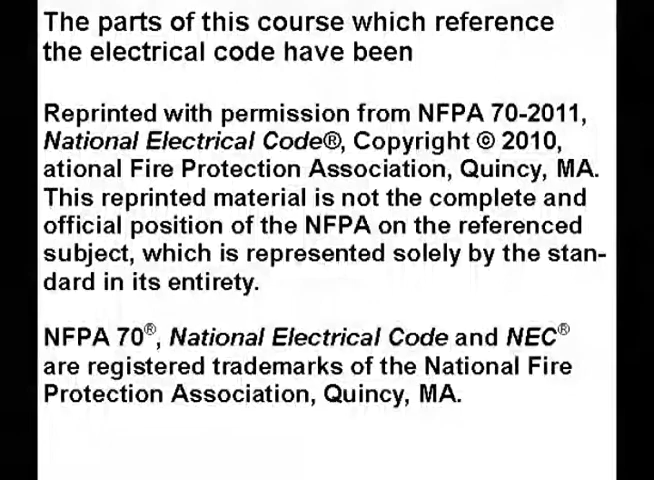 The parts of this course which reference
the electrical code have been
Reprinted with permission from NFPA 70-2011,
National Electrical Code®, Copyright © 2010,
ational Fire Protection Association, Quincy, MA.
This reprinted material is not the complete and
official position of the NFPA on the referenced
subject, which is represented solely by the stan-
dard in its entirety.
NFPA 70®, National Electrical Code and NEC®
are registered trademarks of the National Fire
Protection Association, Quincy, MA.